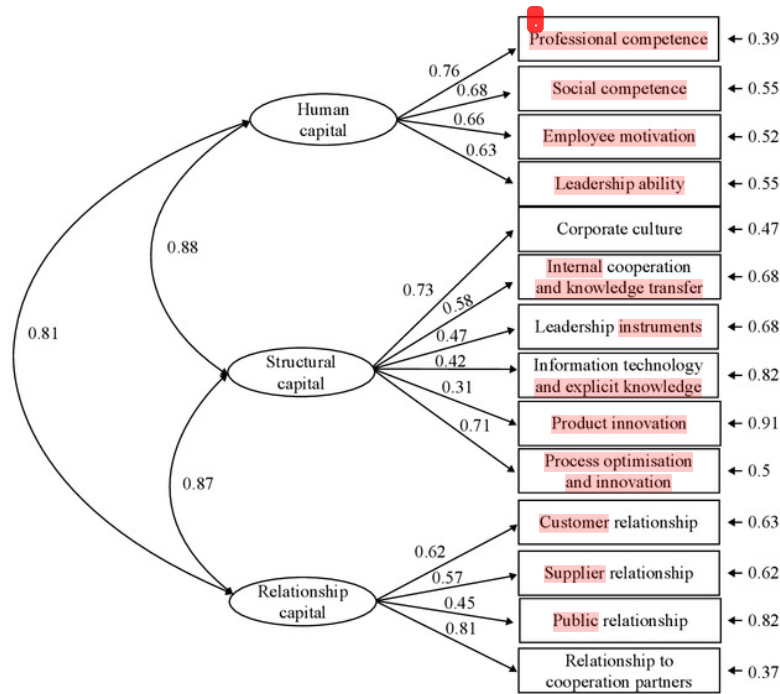 Professional competence
0.39
0.76
0.68
Social competence
0.55
Human
capital
0.66
Employee motivation
0.52
0.63
Leadership ability
0.55
Corporate culture
0.47
0.88
Internal cooperation
and knowledge transfer
0.68
0.73
0.58
0.81
0.47
Leadership instruments
0.68
Structural
capital
0.42
Information technology
and explicit knowledge
0.82
0.31
Product innovation
0.91
0.71
Process optimisation
and innovation
0.5
0.87
Customer relationship
0.63
0.62
0.57
Supplier relationship
0.62
Relationship
capital
0.45
Public relationship
0.82
0.81
Relationship to
cooperation partners
0.37